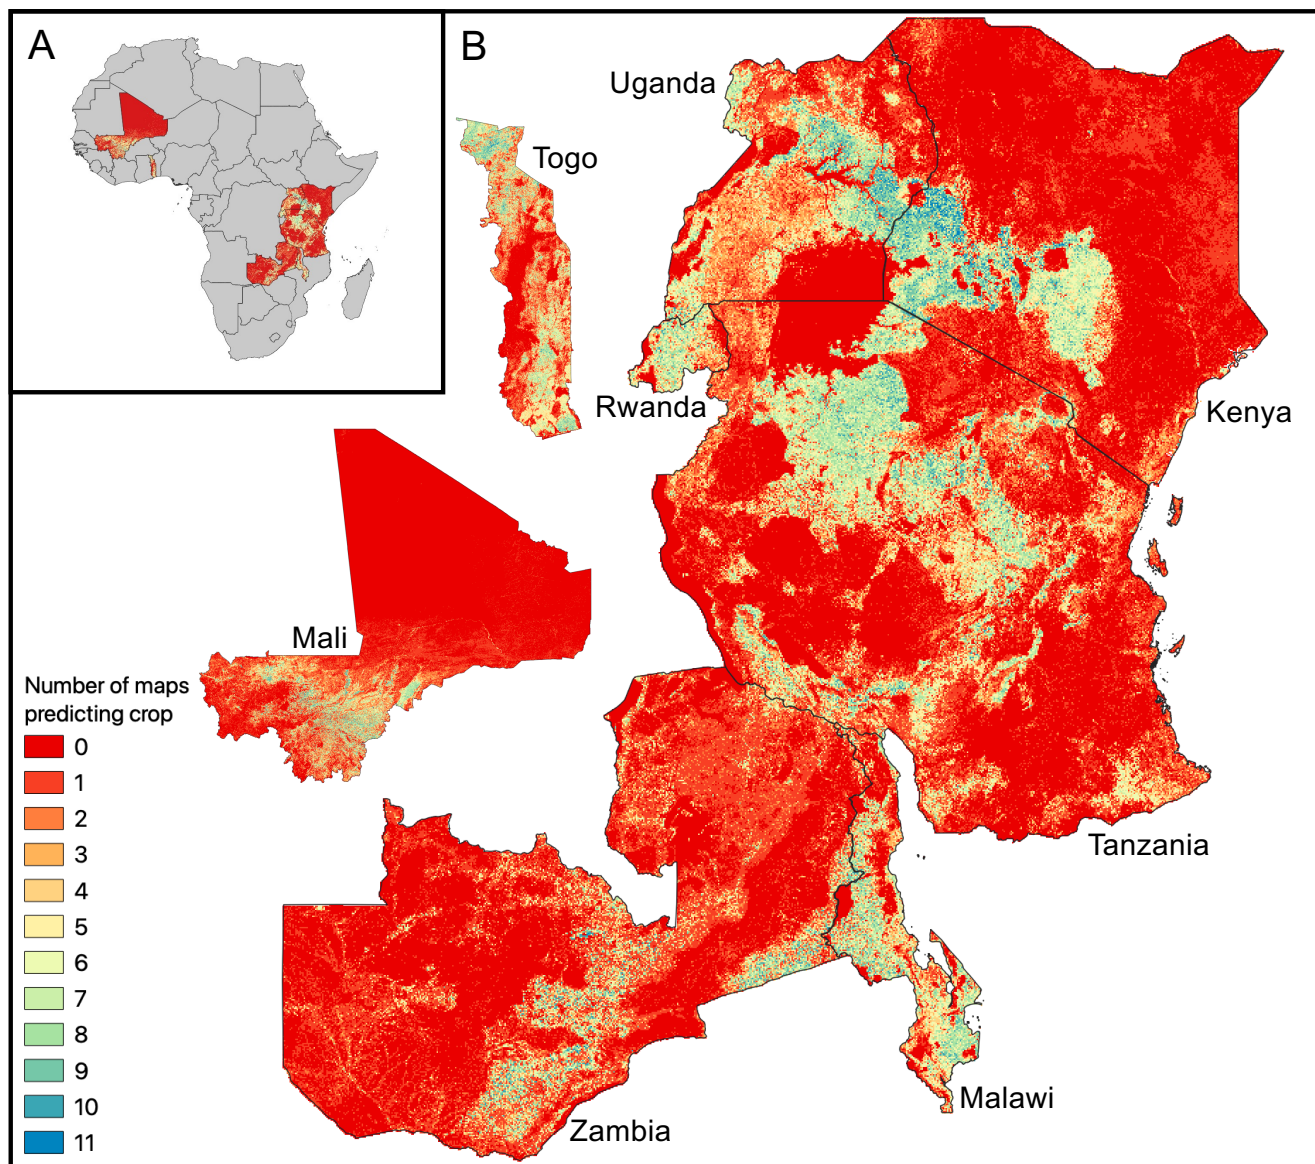 A
B
Uganda
Togo
Rwanda
Kenya
Mali
Number of maps
predicting crop
0
1
2
3
4
5
6
7
8
9
10
11
Tanzania
Malawi
Zambia